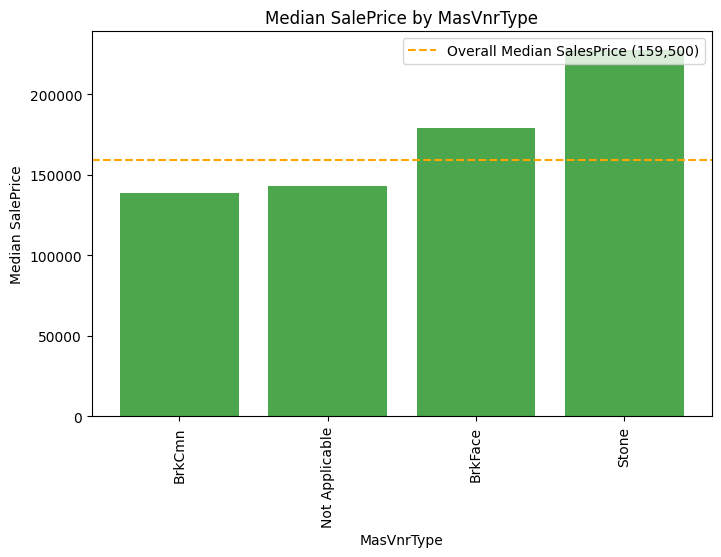 Median SalePrice by MasVnrType
Overall Median SalesPrice (159,500)
Median SalePrice
200000
150000
100000
50000
0
BrkCmn
Not Applicable
BrkFace
Stone
MasVnrType